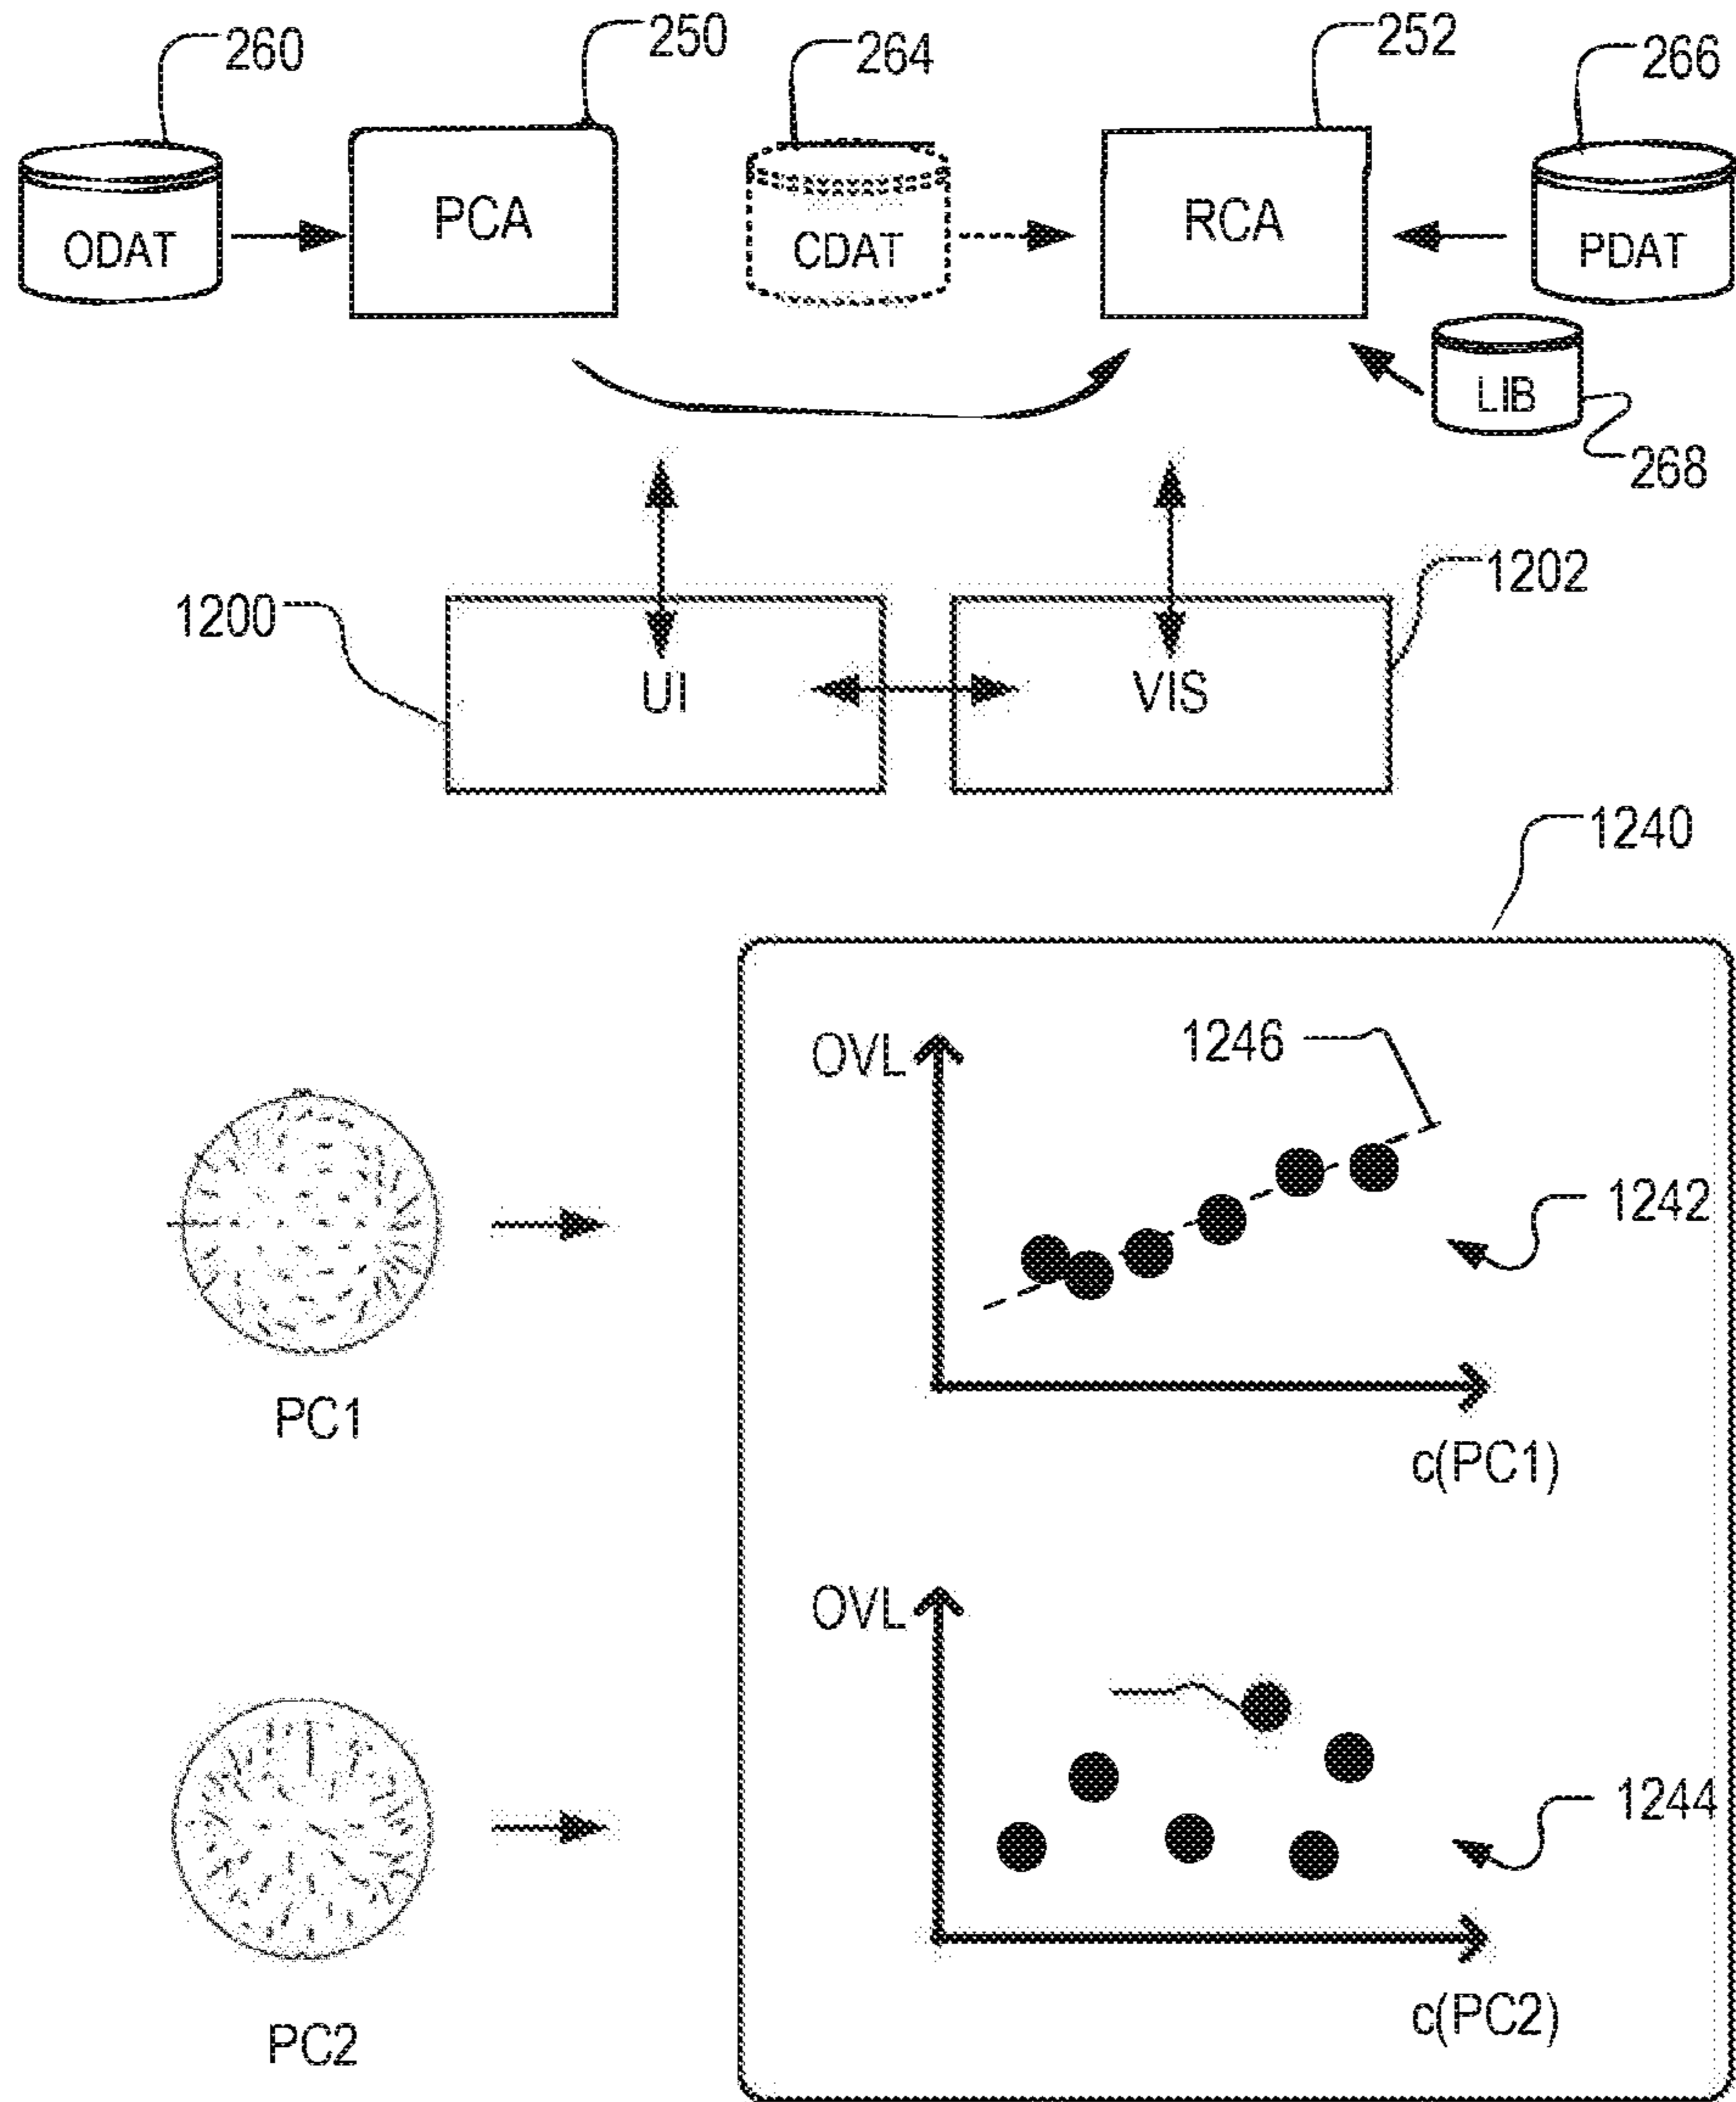 260
250
264
252
266
ODAT
PCA
CDAT
RCA
PDAT
LIB
268
1200
1202
UI
VIS
1240
OVL
1246
1242
PC1
c(PC1)
OVL
1244
PC2
c(PC2)